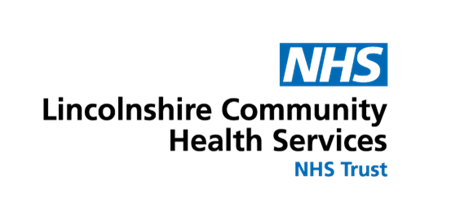 NHS
Lincolnshire Community
Health Services
NHS Trust